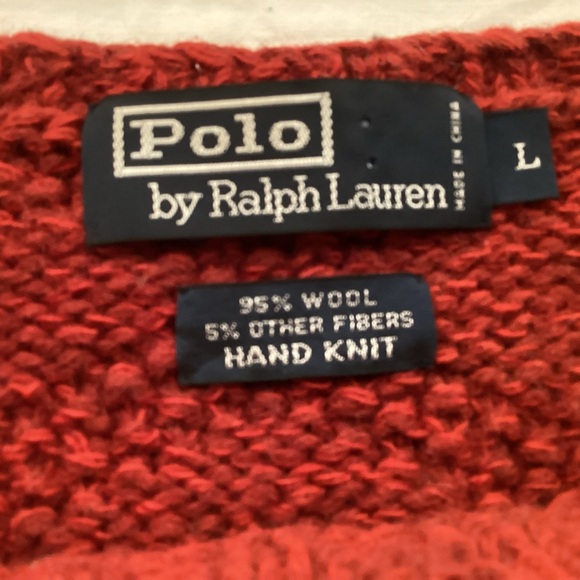 Polo
by Ralph Lauren
MADE IN CHINA
L
95% WOOL
5% OTHER FIBERS
HAND KNIT